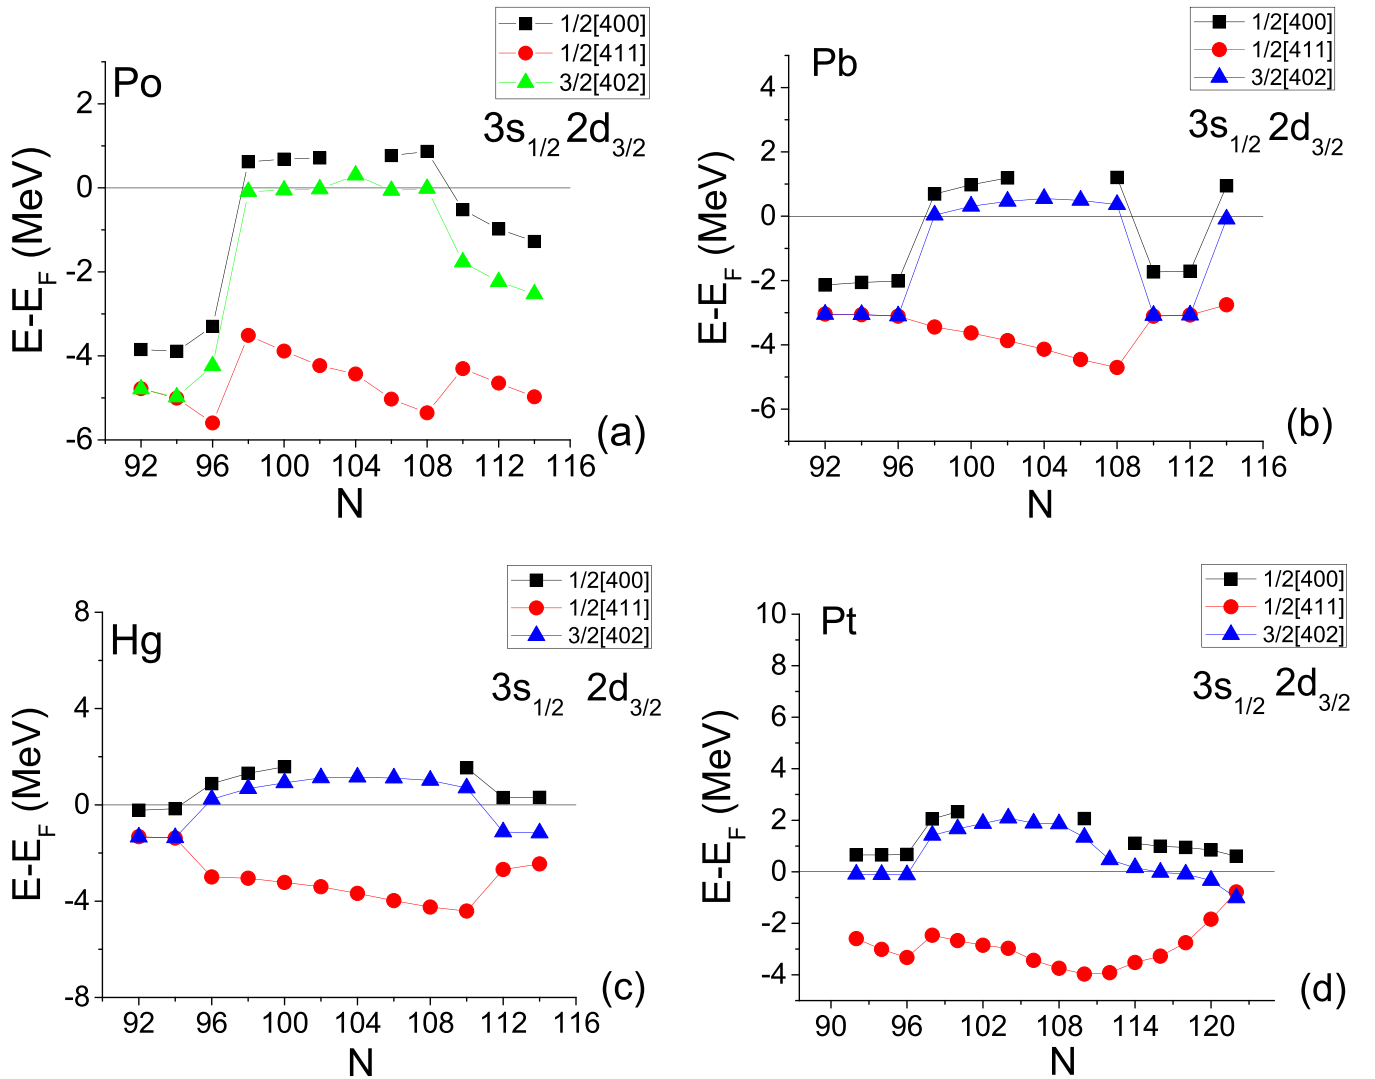 Po
1/2[400]
1/2[411]
3/2[402]
3s1/2 2d3/2
E-EF (MeV)
2
0
-2
-4
-6
92 96 100 104 108 112 116
N
(a)
Pb
1/2[400]
1/2[411]
3/2[402]
3s1/2 2d3/2
E-EF (MeV)
4
2
0
-2
-4
-6
92 96 100 104 108 112 116
N
(b)
Hg
1/2[400]
1/2[411]
3/2[402]
3s1/2 2d3/2
E-EF (MeV)
8
4
0
-4
-8
92 96 100 104 108 112 116
N
(c)
Pt
1/2[400]
1/2[411]
3/2[402]
3s1/2 2d3/2
E-EF (MeV)
10
8
6
4
2
0
-2
-4
90 96 102 108 114 120
N
(d)